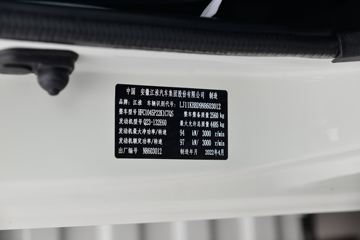 中国 安徽江淮汽车集团股份有限公司 制造
品牌 江淮 车辆识别代号: LJ11KBBD9N8603012
整车型号 HFC1045P22K1C7QS 整车整备质量 2560 kg
发动机型号 Q23-132E60 最大允许总质量 4495 kg
发动机最大净功率/转速 94 kW 3000 r/min
发动机额定功率/转速 97 kW 3000 r/min
出厂编号 N8603012 制造年月 2022年4月